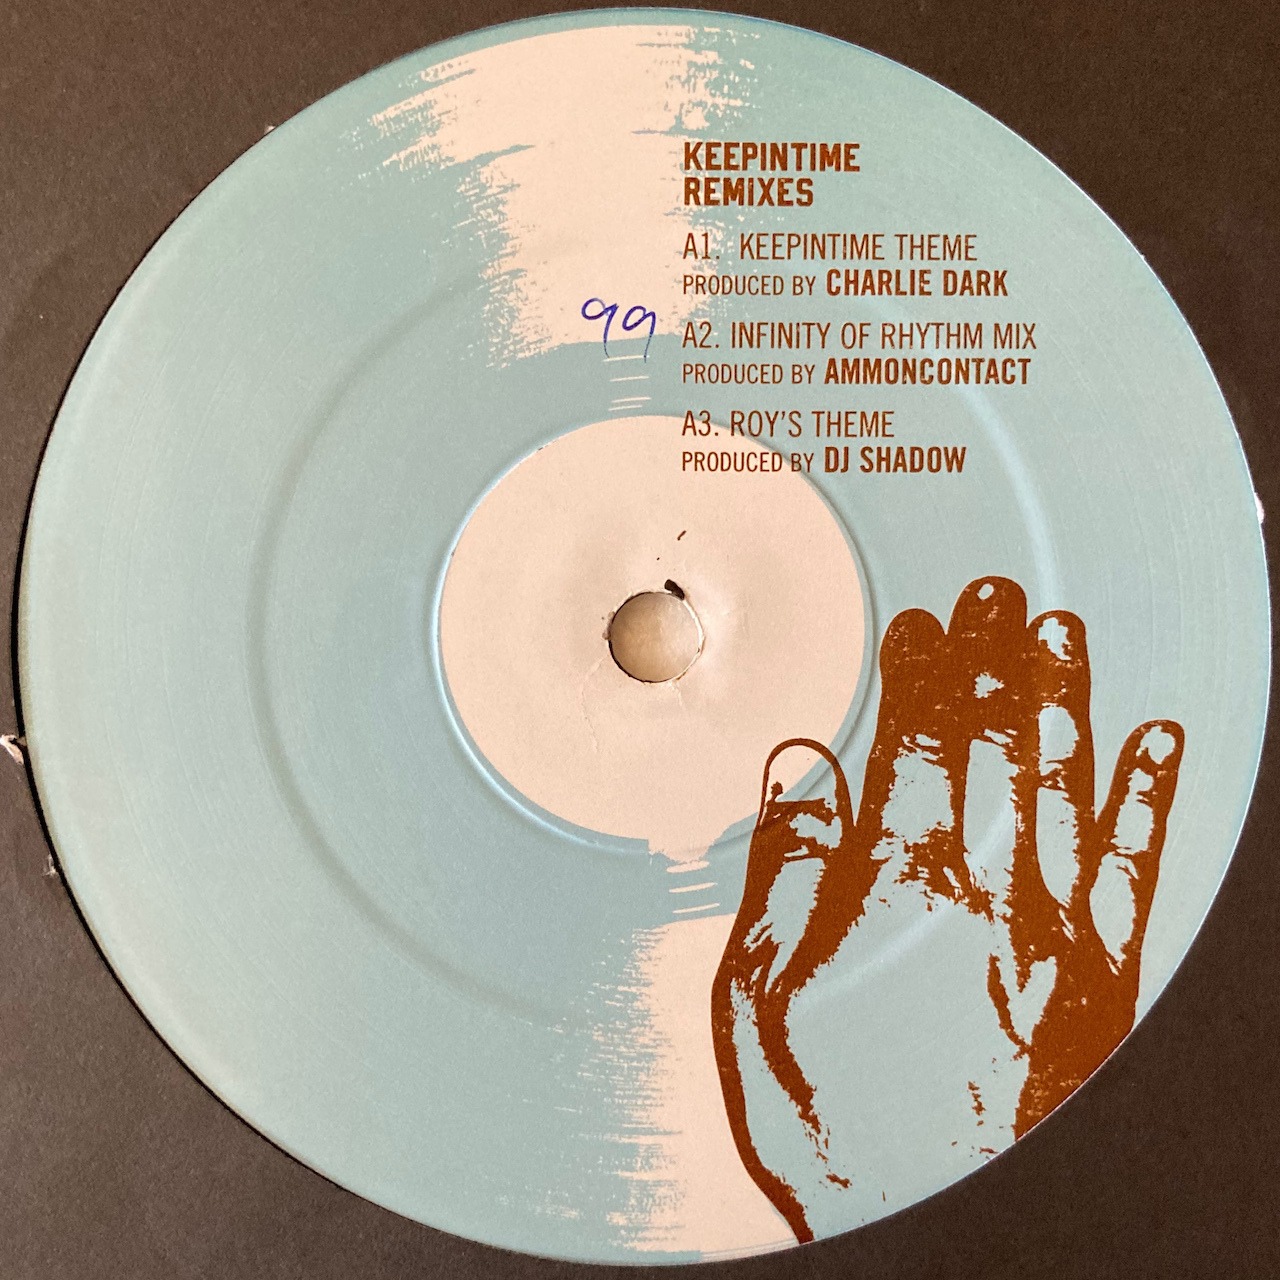 KEEPINTIME
REMIXES
A1. KEEPINTIME THEME
PRODUCED BY CHARLIE DARK
99
A2. INFINITY OF RHYTHM MIX
PRODUCED BY AMMONCONTACT
A3. ROY'S THEME
PRODUCED BY DJ SHADOW